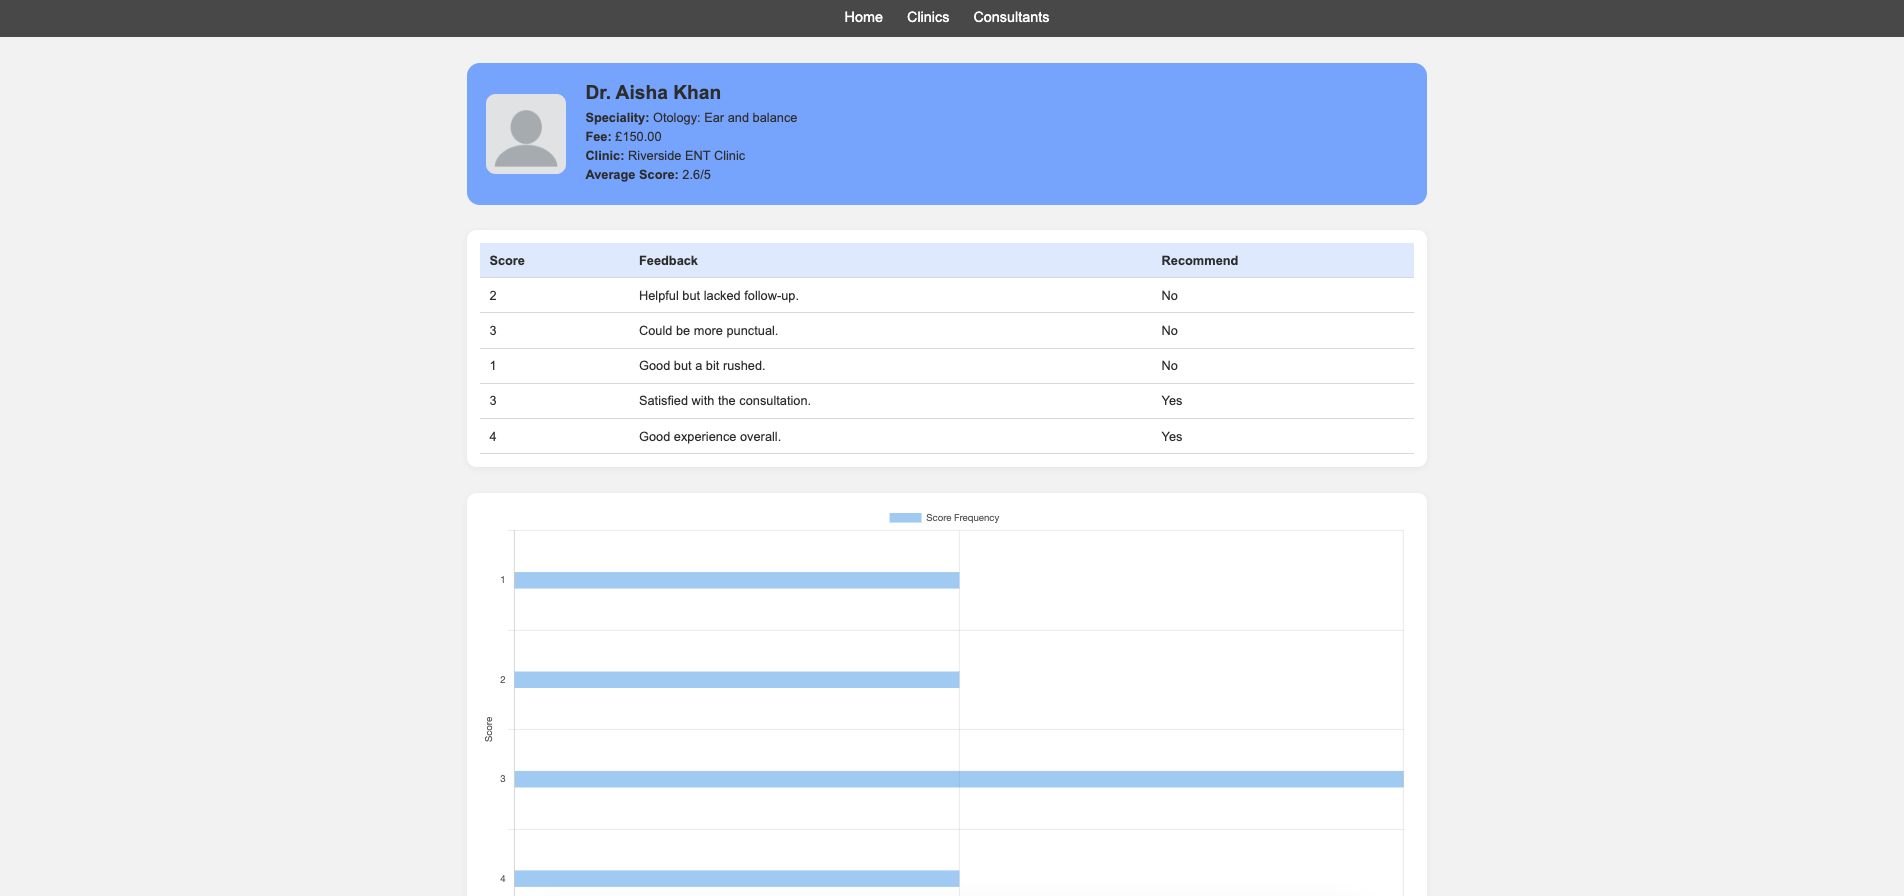 Home Clinics Consultants
Dr. Aisha Khan
Speciality: Otology: Ear and balance
Fee: £150.00
Clinic: Riverside ENT Clinic
Average Score: 2.6/5
Score Feedback Recommend
2 Helpful but lacked follow-up. No
3 Could be more punctual. No
1 Good but a bit rushed. No
3 Satisfied with the consultation. Yes
4 Good experience overall. Yes
Score Frequency
1
2
Score
3
4